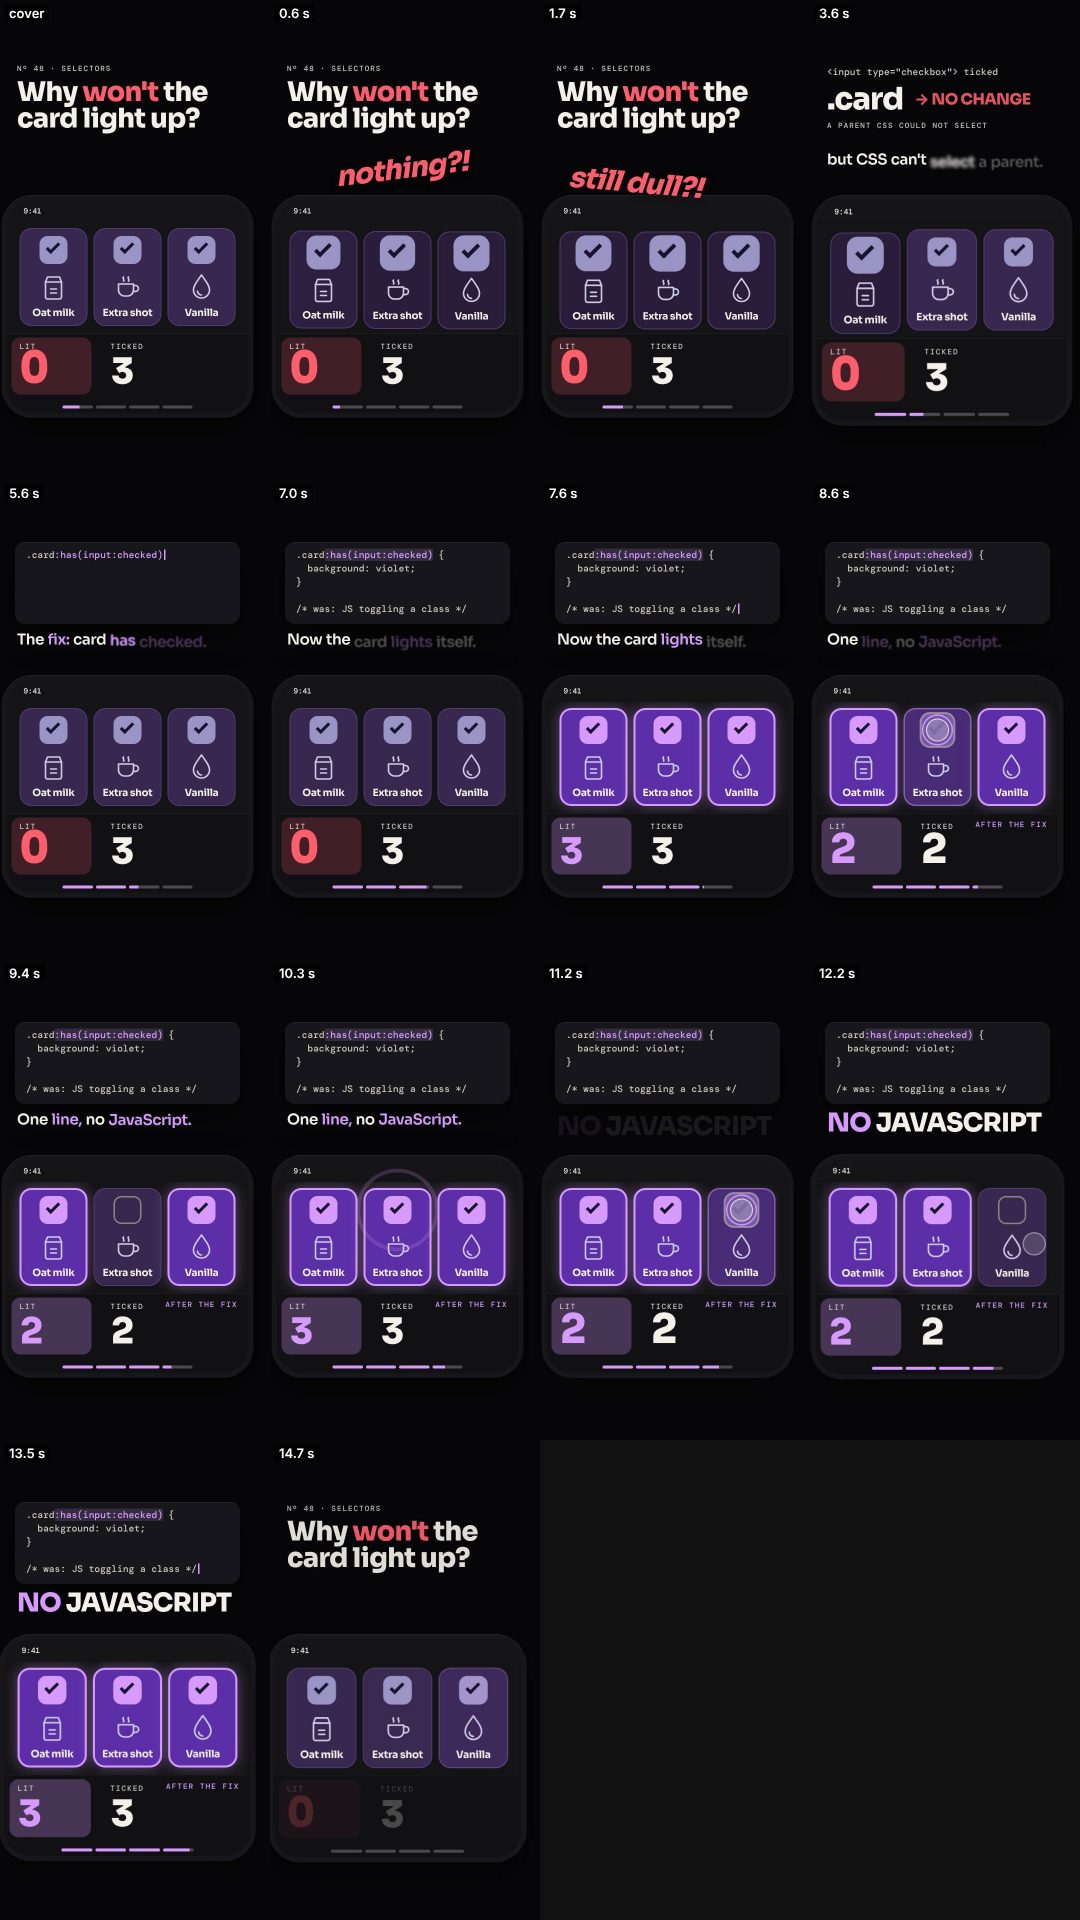 cover
Nº 48 · SELECTORS
Why won't the
card light up?
9:41
Oat milk
Extra shot
Vanilla
LIT
TICKED
0
3
0.6 s
Nº 48 · SELECTORS
Why won't the
card light up?
nothing?!
9:41
Oat milk
Extra shot
Vanilla
LIT
TICKED
0
3
1.7 s
Nº 48 · SELECTORS
Why won't the
card light up?
still dull?!
9:41
Oat milk
Extra shot
Vanilla
LIT
TICKED
0
3
3.6 s
<input type="checkbox"> ticked
.card → NO CHANGE
A PARENT CSS COULD NOT SELECT
but CSS can't select a parent.
9:41
Oat milk
Extra shot
Vanilla
LIT
TICKED
0
3
5.6 s
.card:has(input:checked)
The fix: card has checked.
9:41
Oat milk
Extra shot
Vanilla
LIT
TICKED
0
3
7.0 s
.card:has(input:checked) {
background: violet;
}
/* was: JS toggling a class */
Now the card lights itself.
9:41
Oat milk
Extra shot
Vanilla
LIT
TICKED
0
3
7.6 s
.card:has(input:checked) {
background: violet;
}
/* was: JS toggling a class */
Now the card lights itself.
9:41
Oat milk
Extra shot
Vanilla
LIT
TICKED
3
3
8.6 s
.card:has(input:checked) {
background: violet;
}
/* was: JS toggling a class */
One line, no JavaScript.
9:41
Oat milk
Extra shot
Vanilla
LIT
TICKED
AFTER THE FIX
2
2
9.4 s
.card:has(input:checked) {
background: violet;
}
/* was: JS toggling a class */
One line, no JavaScript.
9:41
Oat milk
Extra shot
Vanilla
LIT
TICKED
AFTER THE FIX
2
2
10.3 s
.card:has(input:checked) {
background: violet;
}
/* was: JS toggling a class */
One line, no JavaScript.
9:41
Oat milk
Extra shot
Vanilla
LIT
TICKED
AFTER THE FIX
3
3
11.2 s
.card:has(input:checked) {
background: violet;
}
/* was: JS toggling a class */
NO JAVASCRIPT
9:41
Oat milk
Extra shot
Vanilla
LIT
TICKED
AFTER THE FIX
2
2
12.2 s
.card:has(input:checked) {
background: violet;
}
/* was: JS toggling a class */
NO JAVASCRIPT
9:41
Oat milk
Extra shot
Vanilla
LIT
TICKED
AFTER THE FIX
2
2
13.5 s
.card:has(input:checked) {
background: violet;
}
/* was: JS toggling a class */
NO JAVASCRIPT
9:41
Oat milk
Extra shot
Vanilla
LIT
TICKED
AFTER THE FIX
3
3
14.7 s
Nº 48 · SELECTORS
Why won't the
card light up?
9:41
Oat milk
Extra shot
Vanilla
LIT
TICKED
0
3